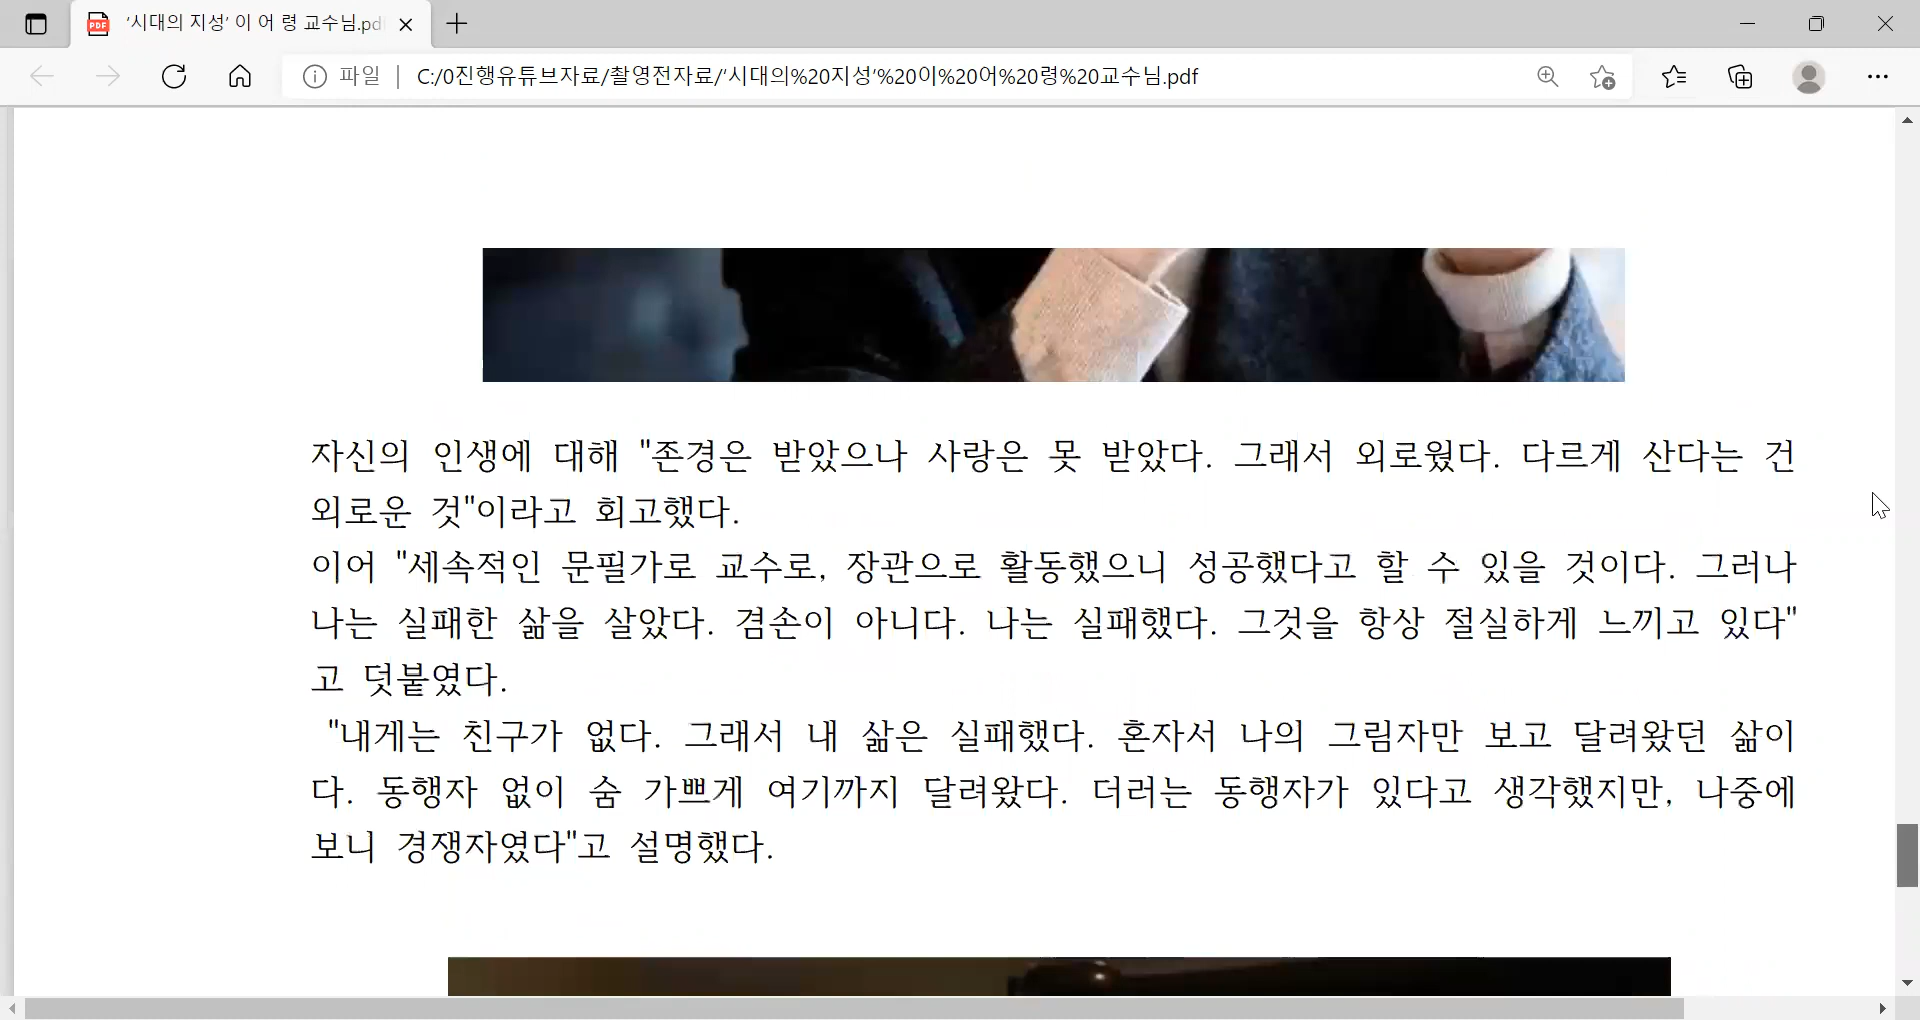 '시대의 지성' 이 어 령 교수님.pd
파일 | C:/0진행유튜브자료/촬영전자료/'시대의%20지성'%20이%20어%20령%20교수님.pdf
자신의 인생에 대해 "존경은 받았으나 사랑은 못 받았다. 그래서 외로웠다. 다르게 산다는 건
외로운 것"이라고 회고했다.
이어 "세속적인 문필가로 교수로, 장관으로 활동했으니 성공했다고 할 수 있을 것이다. 그러나
나는 실패한 삶을 살았다. 겸손이 아니다. 나는 실패했다. 그것을 항상 절실하게 느끼고 있다"
고 덧붙였다.
"내게는 친구가 없다. 그래서 내 삶은 실패했다. 혼자서 나의 그림자만 보고 달려왔던 삶이
다. 동행자 없이 숨 가쁘게 여기까지 달려왔다. 더러는 동행자가 있다고 생각했지만, 나중에
보니 경쟁자였다"고 설명했다.